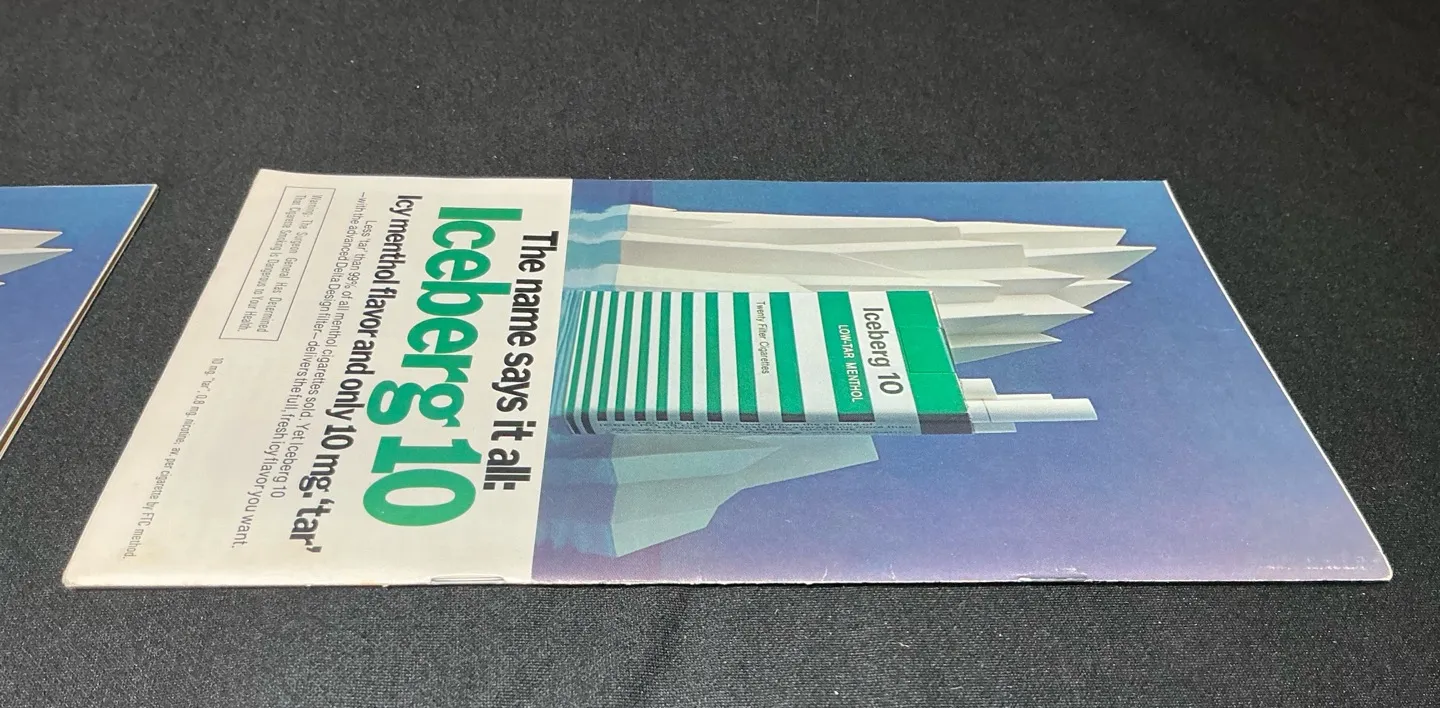 Iceberg 10
LOW-TAR MENTHOL
Twenty Filter Cigarettes
The name says it all:
Iceberg 10
Icy menthol flavor and only 10 mg. ‘tar’
Less ‘tar’ than 99% of all menthol cigarettes sold. Yet Iceberg 10
–with the advanced Delta Design filter–delivers the full, fresh icy flavor you want.
Warning: The Surgeon General Has Determined
That Cigarette Smoking Is Dangerous to Your Health.
10 mg. "tar", 0.8 mg. nicotine, av. per cigarette by FTC method.